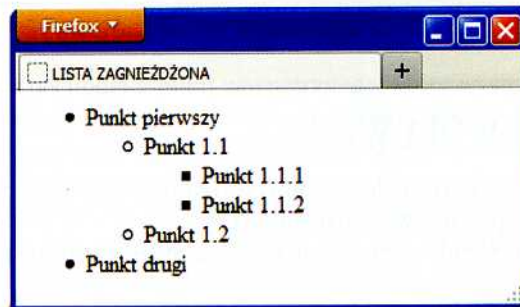 Firefox
LISTA ZAGNIEŻDŻONA
Punkt pierwszy
Punkt 1.1
Punkt 1.1.1
Punkt 1.1.2
Punkt 1.2
Punkt drugi